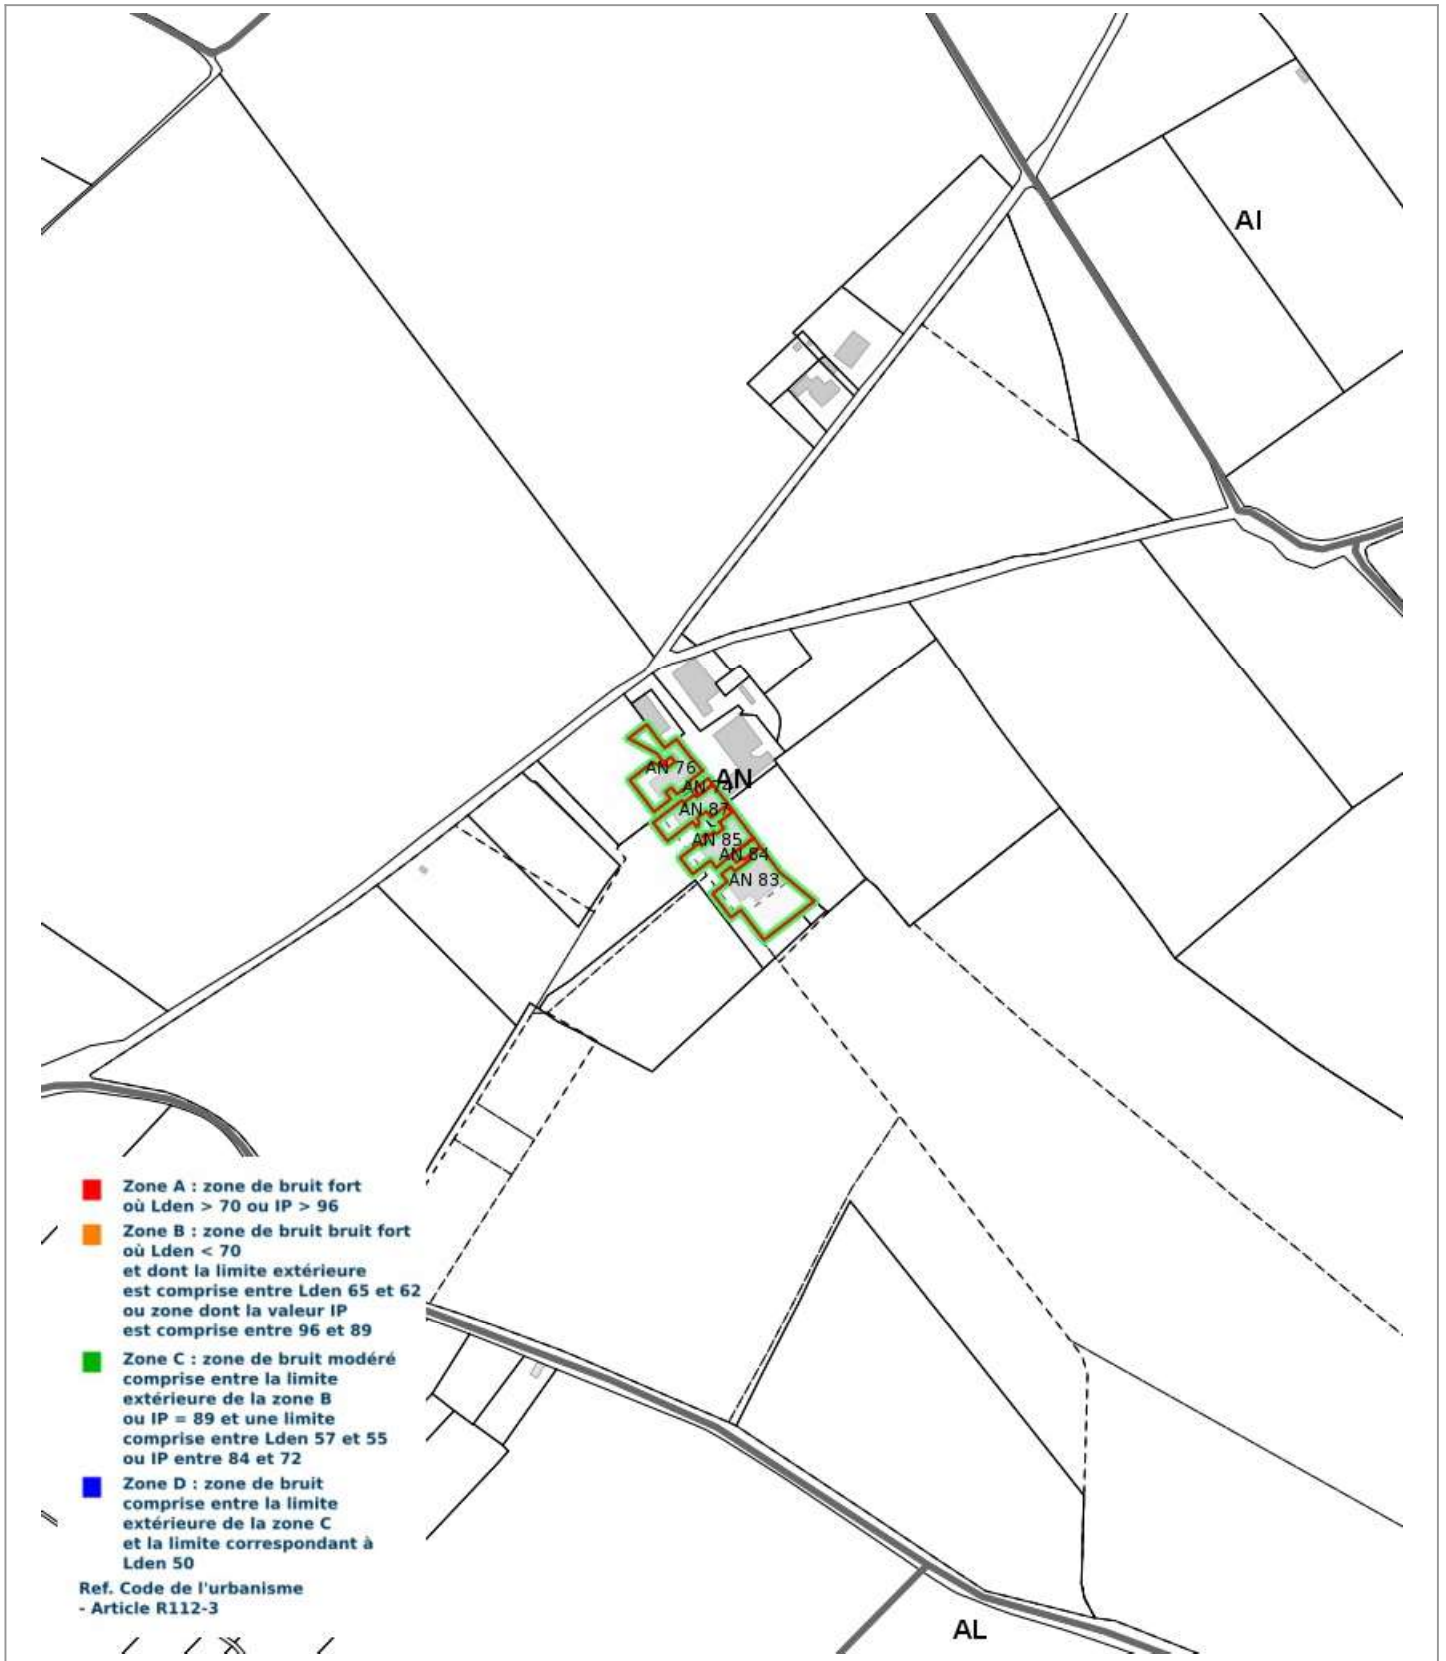 AI
AN 76
AN
AN 74
AN 87
AN 85
AN 84
AN 83
Zone A : zone de bruit fort
où Lden > 70 ou IP > 96
Zone B : zone de bruit bruit fort
où Lden < 70
et dont la limite extérieure
est comprise entre Lden 65 et 62
ou zone dont la valeur IP
est comprise entre 96 et 89
Zone C : zone de bruit modéré
comprise entre la limite
extérieure de la zone B
ou IP = 89 et une limite
comprise entre Lden 57 et 55
ou IP entre 84 et 72
Zone D : zone de bruit
comprise entre la limite
extérieure de la zone C
et la limite correspondant à
Lden 50
Ref. Code de l'urbanisme
- Article R112-3
AL